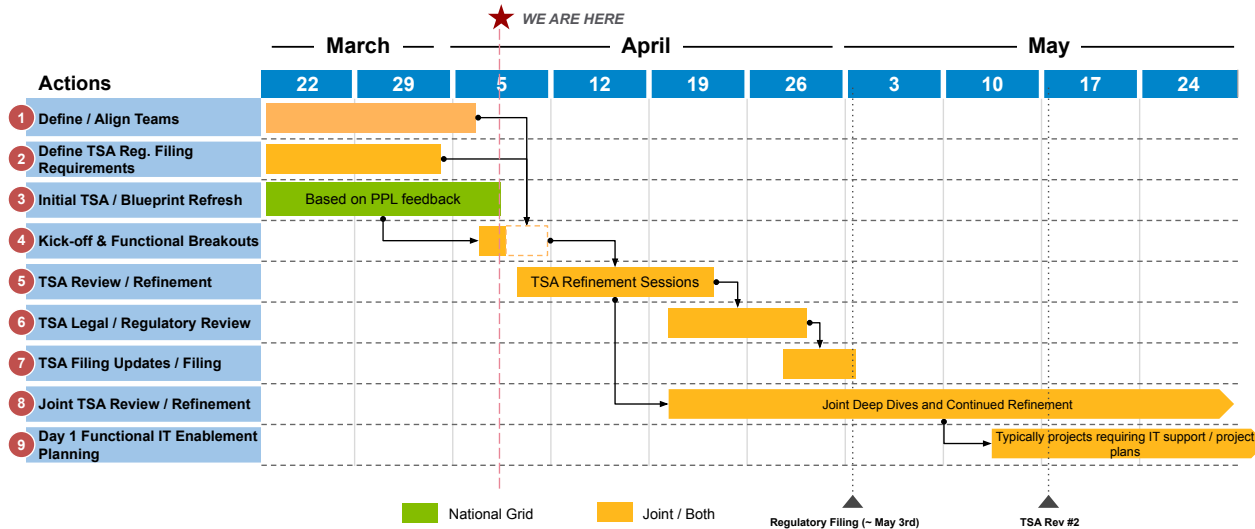 WE ARE HERE
March April May
Actions 22 29 5 12 19 26 3 10 17 24
1 Define / Align Teams
2 Define TSA Reg. Filing
Requirements
3 Initial TSA / Blueprint Refresh Based on PPL feedback
4 Kick-off & Functional Breakouts
5 TSA Review / Refinement TSA Refinement Sessions
6 TSA Legal / Regulatory Review
7 TSA Filing Updates / Filing
8 Joint TSA Review / Refinement Joint Deep Dives and Continued Refinement
9 Day 1 Functional IT Enablement
Planning
Typically projects requiring IT support / project
plans
National Grid Joint / Both Regulatory Filing (~ May 3rd) TSA Rev #2